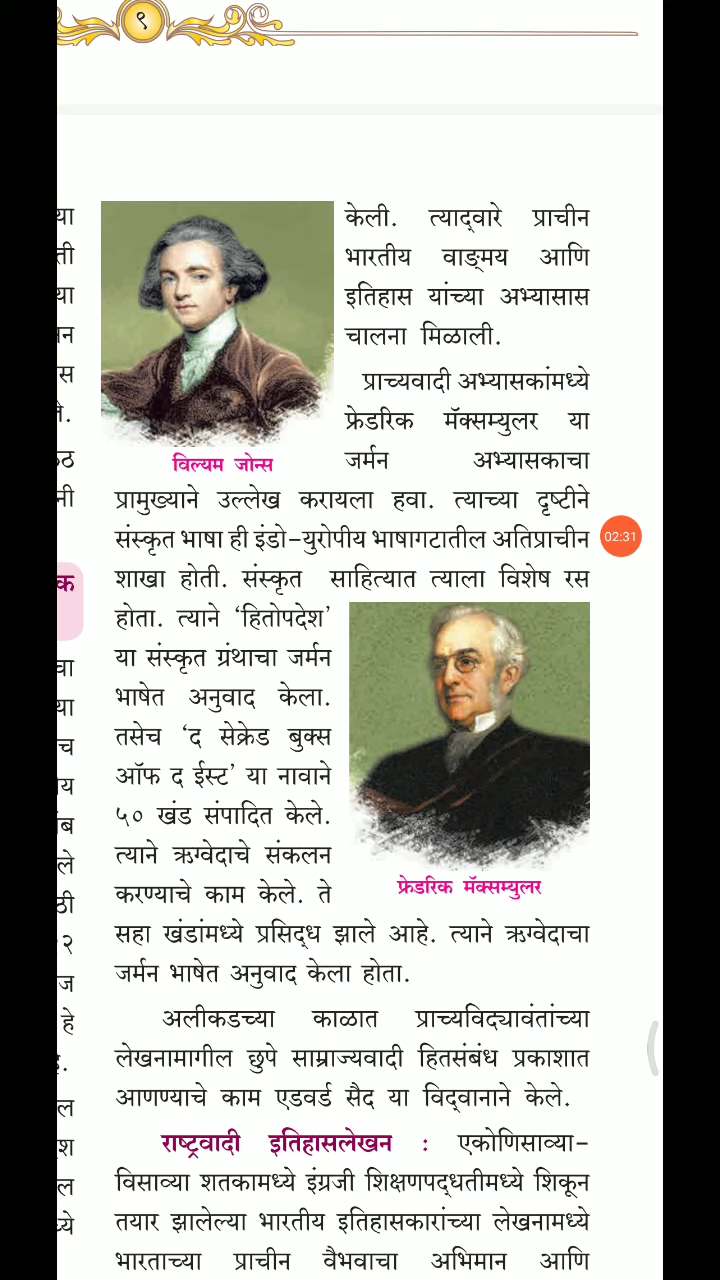 ९
केली. त्याद्वारे प्राचीन
भारतीय वाङ्मय आणि
इतिहास यांच्या अभ्यासास
चालना मिळाली.
प्राच्यवादी अभ्यासकांमध्ये
फ्रेडरिक मॅक्सम्युलर या
विल्यम जोन्स
जर्मन अभ्यासकाचा
प्रामुख्याने उल्लेख करायला हवा. त्याच्या दृष्टीने
संस्कृत भाषा ही इंडो-युरोपीय भाषागटातील अतिप्राचीन
02:31
शाखा होती. संस्कृत साहित्यात त्याला विशेष रस
होता. त्याने ‘हितोपदेश’
या संस्कृत ग्रंथाचा जर्मन
भाषेत अनुवाद केला.
तसेच ‘द सेक्रेड बुक्स
ऑफ द ईस्ट’ या नावाने
५० खंड संपादित केले.
त्याने ऋग्वेदाचे संकलन
करण्याचे काम केले. ते
फ्रेडरिक मॅक्सम्युलर
सहा खंडांमध्ये प्रसिद्ध झाले आहे. त्याने ऋग्वेदाचा
जर्मन भाषेत अनुवाद केला होता.
अलीकडच्या काळात प्राच्यविद्यावंतांच्या
लेखनामागील छुपे साम्राज्यवादी हितसंबंध प्रकाशात
आणण्याचे काम एडवर्ड सैद या विद्वानाने केले.
राष्ट्रवादी इतिहासलेखन : एकोणिसाव्या-
विसाव्या शतकामध्ये इंग्रजी शिक्षणपद्धतीमध्ये शिकून
तयार झालेल्या भारतीय इतिहासकारांच्या लेखनामध्ये
भारताच्या प्राचीन वैभवाचा अभिमान आणि